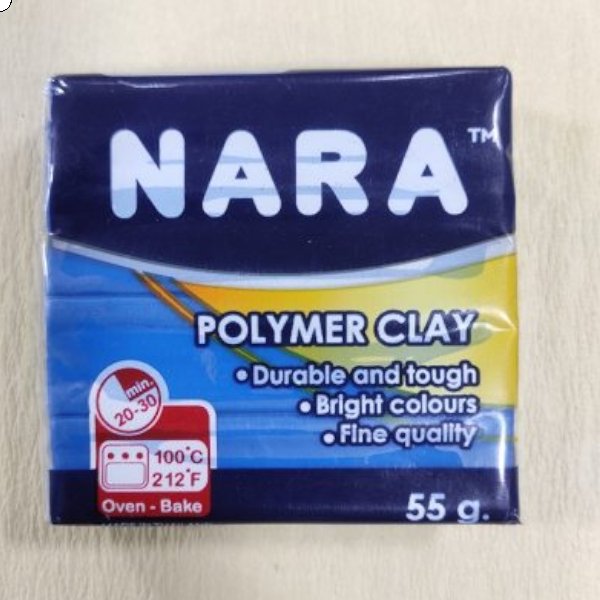 NARA™
POLYMER CLAY
• Durable and tough
• Bright colours
• Fine quality
min.
20-30
100°C
212°F
Oven - Bake
55 g.